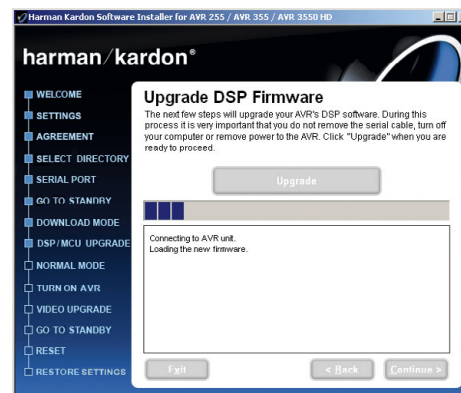 Harman Kardon Software Installer for AVR 255 / AVR 355 / AVR 3550 HD
harman/kardon®
WELCOME
SETTINGS
AGREEMENT
SELECT DIRECTORY
SERIAL PORT
GO TO STANDBY
DOWNLOAD MODE
DSP/MCU UPGRADE
NORMAL MODE
TURN ON AVR
VIDEO UPGRADE
GO TO STANDBY
RESET
RESTORE SETTINGS
Upgrade DSP Firmware
The next few steps will upgrade your AVR's DSP software. During this
process it is very important that you do not remove the serial cable, turn off
your computer or remove power to the AVR. Click "Upgrade" when you are
ready to proceed.
Upgrade
Connecting to AVR unit.
Loading the new firmware.
Exit
< Back
Continue >